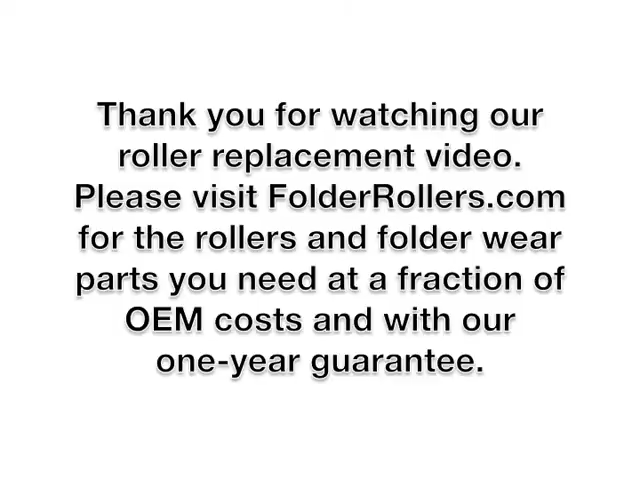 Thank you for watching our
roller replacement video.
Please visit FolderRollers.com
for the rollers and folder wear
parts you need at a fraction of
OEM costs and with our
one-year guarantee.